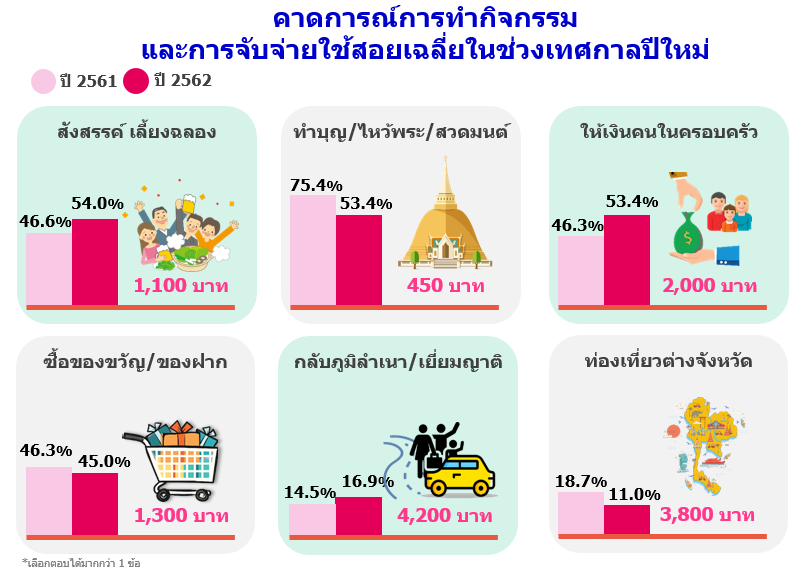 คาดการณ์การทำกิจกรรม
และการจับจ่ายใช้สอยเฉลี่ยในช่วงเทศกาลปีใหม่
ปี 2561 ปี 2562
สังสรรค์ เลี้ยงฉลอง
46.6% 54.0%
1,100 บาท
ทำบุญ/ไหว้พระ/สวดมนต์
75.4% 53.4%
450 บาท
ให้เงินคนในครอบครัว
46.3% 53.4%
$
2,000 บาท
ซื้อของขวัญ/ของฝาก
46.3% 45.0%
1,300 บาท
กลับภูมิลำเนา/เยี่ยมญาติ
14.5% 16.9%
4,200 บาท
ท่องเที่ยวต่างจังหวัด
18.7% 11.0%
3,800 บาท
*เลือกตอบได้มากกว่า 1 ข้อ